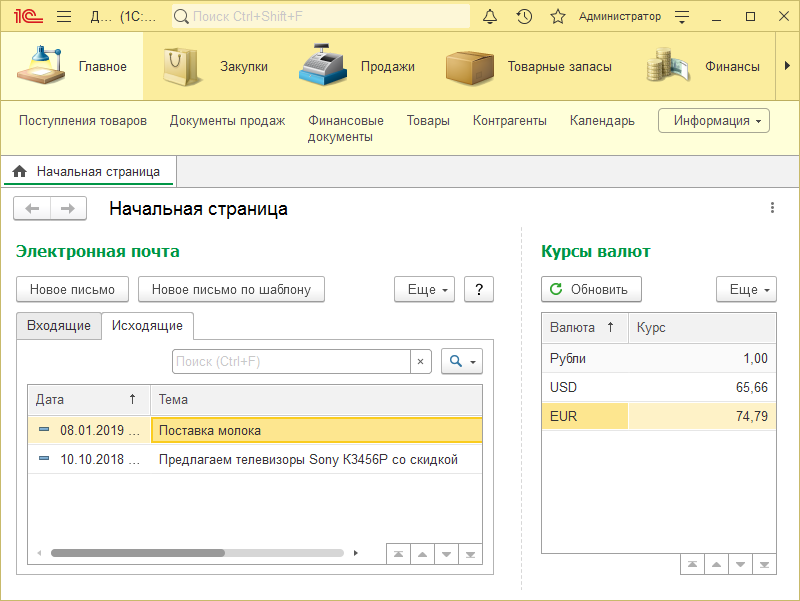 1С Д... (1С:... Поиск Ctrl+Shift+F Администратор
Главное Закупки Продажи Товарные запасы Финансы
Поступления товаров Документы продаж Финансовые документы Товары Контрагенты Календарь Информация
Начальная страница
Начальная страница
Электронная почта
Новое письмо Новое письмо по шаблону Еще ?
Входящие Исходящие
Поиск (Ctrl+F) ×
Дата ↑ Тема
08.01.2019 ... Поставка молока
10.10.2018 ... Предлагаем телевизоры Sony К3456Р со скидкой
Курсы валют
Обновить Еще
Валюта ↑ Курс
Рубли 1,00
USD 65,66
EUR 74,79